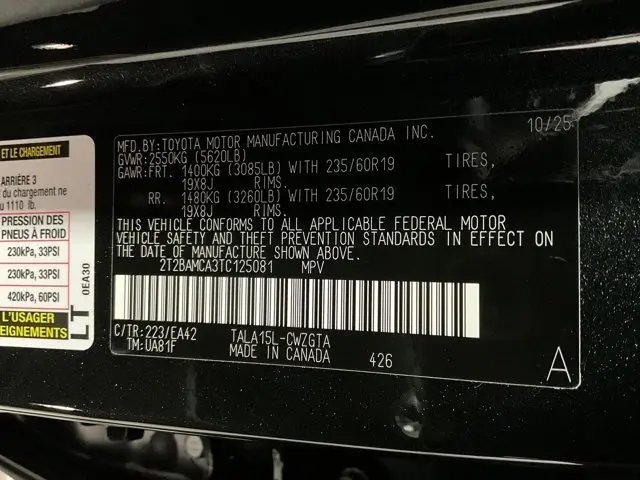 ET LE CHARGEMENT
ARRIÈRE 3
t du chargement ne
u 1110 lb.
PRESSION DES
PNEUS À FROID
230kPa, 33PSI
230kPa, 33PSI
420kPa, 60PSI
L'USAGER
EIGNEMENTS
0EA30
LT
10/25
MFD.BY:TOYOTA MOTOR MANUFACTURING CANADA INC.
GVWR:2550KG (5620LB)
GAWR:FRT. 1400KG (3085LB) WITH 235/60R19 TIRES,
19X8J RIMS.
RR. 1480KG (3260LB) WITH 235/60R19 TIRES,
19X8J RIMS.
THIS VEHICLE CONFORMS TO ALL APPLICABLE FEDERAL MOTOR
VEHICLE SAFETY AND THEFT PREVENTION STANDARDS IN EFFECT ON
THE DATE OF MANUFACTURE SHOWN ABOVE.
2T2BAMCA3TC125081 MPV
C/TR:223/EA42 TALA15L-CWZGTA
TM:UA81F MADE IN CANADA 426
A